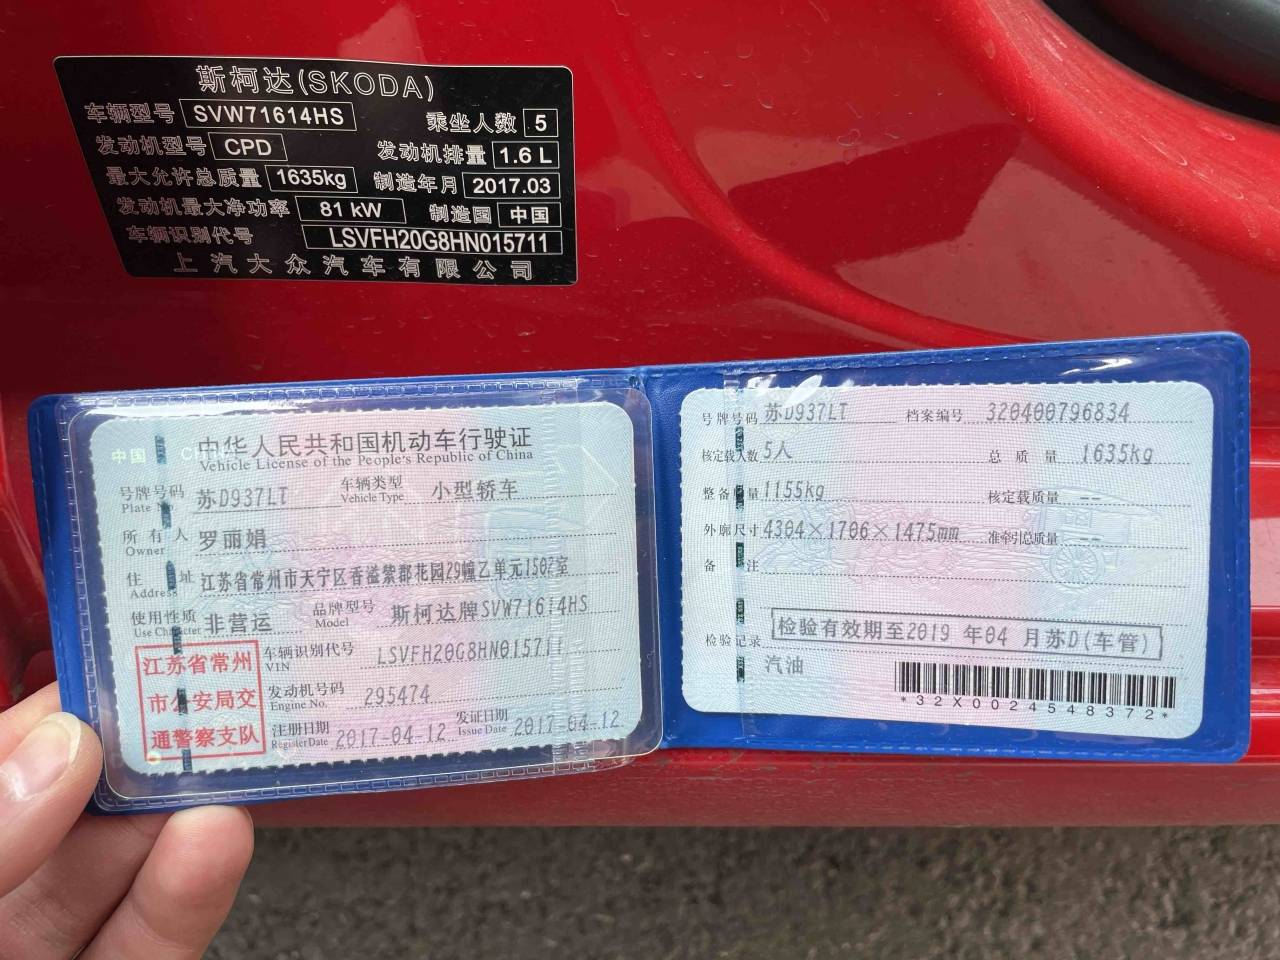 斯柯达(SKODA)
车辆型号 SVW71614HS 乘坐人数 5
发动机型号 CPD 发动机排量 1.6 L
最大允许总质量 1635kg 制造年月 2017.03
发动机最大净功率 81 kW 制造国 中国
车辆识别代号 LSVFH20G8HN015711
上汽大众汽车有限公司
中华人民共和国机动车行驶证
中国 CHINA Vehicle License of the People's Republic of China
号牌号码 苏D937LT 车辆类型 小型轿车
Plate No. Vehicle Type
所有人 罗丽娟
Owner
住址 江苏省常州市天宁区香溢紫郡花园29幢乙单元1502室
Address
使用性质 非营运 品牌型号 斯柯达牌SVW71614HS
Use Character Model
江苏省常州
市公安局交
通警察支队
车辆识别代号 LSVFH20G8HN015711
VIN
发动机号码 295474
Engine No.
注册日期 2017-04-12 发证日期 2017-04-12
Register Date Issue Date
号牌号码 苏D937LT 档案编号 320400796834
核定载人数 5人 总质量 1635kg
整备质量 1155kg 核定载质量 --
外廓尺寸 4304×1706×1475mm 准牵引总质量 --
备注
检验记录 检验有效期至2019 年04 月苏D(车管)
汽油
*32X0024548372*